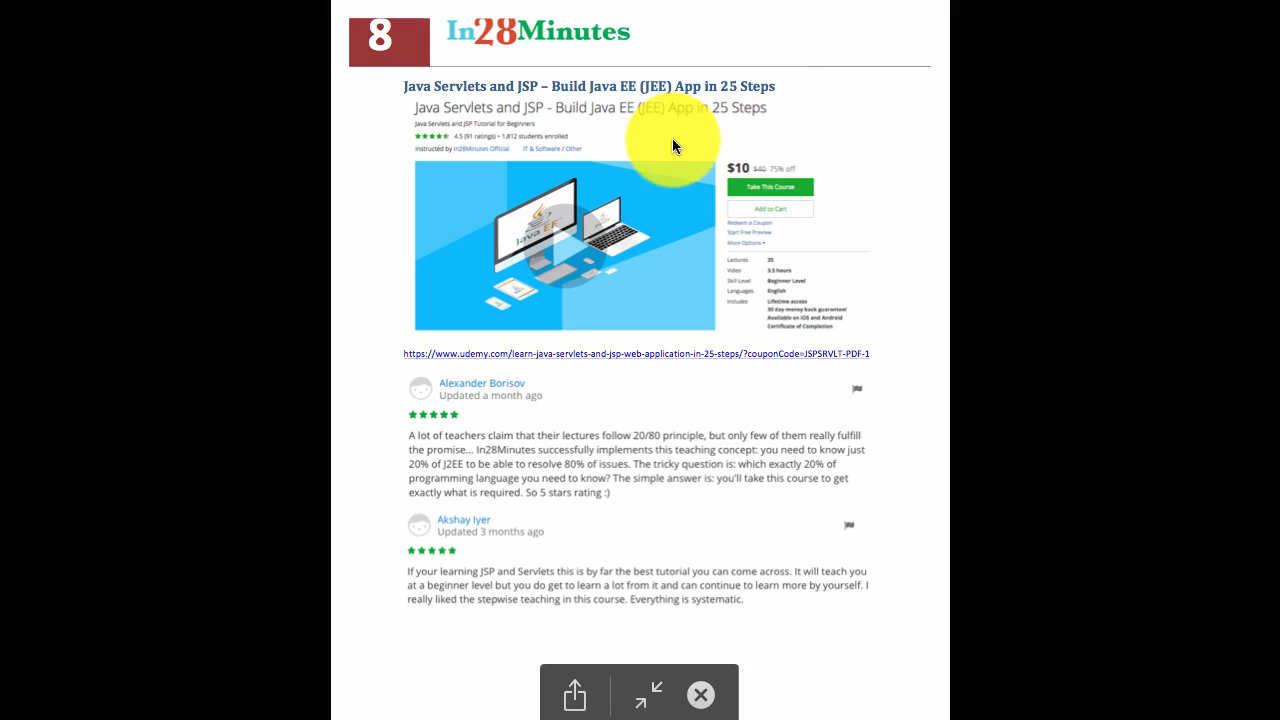 8
In28Minutes
Java Servlets and JSP – Build Java EE (JEE) App in 25 Steps
Java Servlets and JSP - Build Java EE (JEE) App in 25 Steps
Java Servlets and JSP Tutorial for Beginners
4.5 (91 ratings) • 1,812 students enrolled
Instructed by In28Minutes Official IT & Software / Other
$10 $40 75% off
Take This Course
Add to Cart
Redeem a Coupon
Start Free Preview
More Options
Lectures 35
Video 3.5 hours
Skill Level Beginner Level
Languages English
Includes Lifetime access
30 day money back guarantee!
Available on iOS and Android
Certificate of Completion
Java EE
https://www.udemy.com/learn-java-servlets-and-jsp-web-application-in-25-steps/?couponCode=JSPSRVLT-PDF-1
Alexander Borisov
Updated a month ago
A lot of teachers claim that their lectures follow 20/80 principle, but only few of them really fulfill
the promise... In28Minutes successfully implements this teaching concept: you need to know just
20% of J2EE to be able to resolve 80% of issues. The tricky question is: which exactly 20% of
programming language you need to know? The simple answer is: you'll take this course to get
exactly what is required. So 5 stars rating :)
Akshay Iyer
Updated 3 months ago
If your learning JSP and Servlets this is by far the best tutorial you can come across. It will teach you
at a beginner level but you do get to learn a lot from it and can continue to learn more by yourself. I
really liked the stepwise teaching in this course. Everything is systematic.